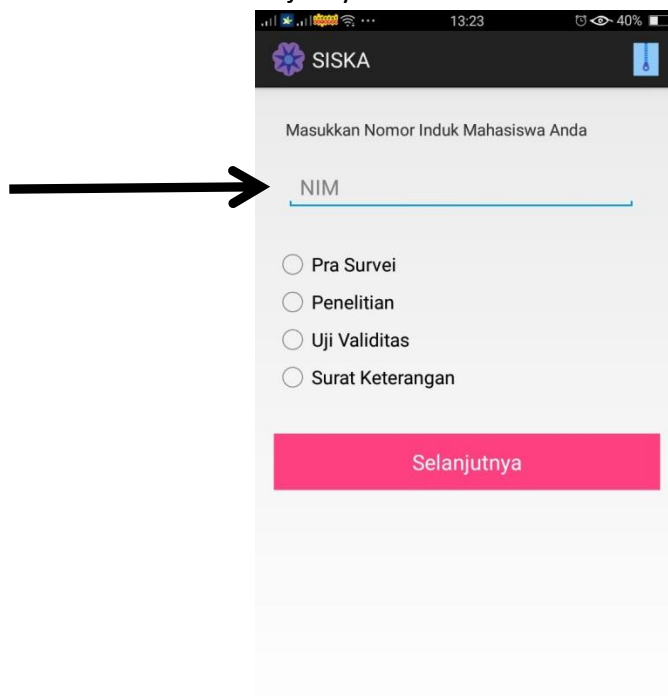 13:23
40%
SISKA
Masukkan Nomor Induk Mahasiswa Anda
NIM
Pra Survei
Penelitian
Uji Validitas
Surat Keterangan
Selanjutnya